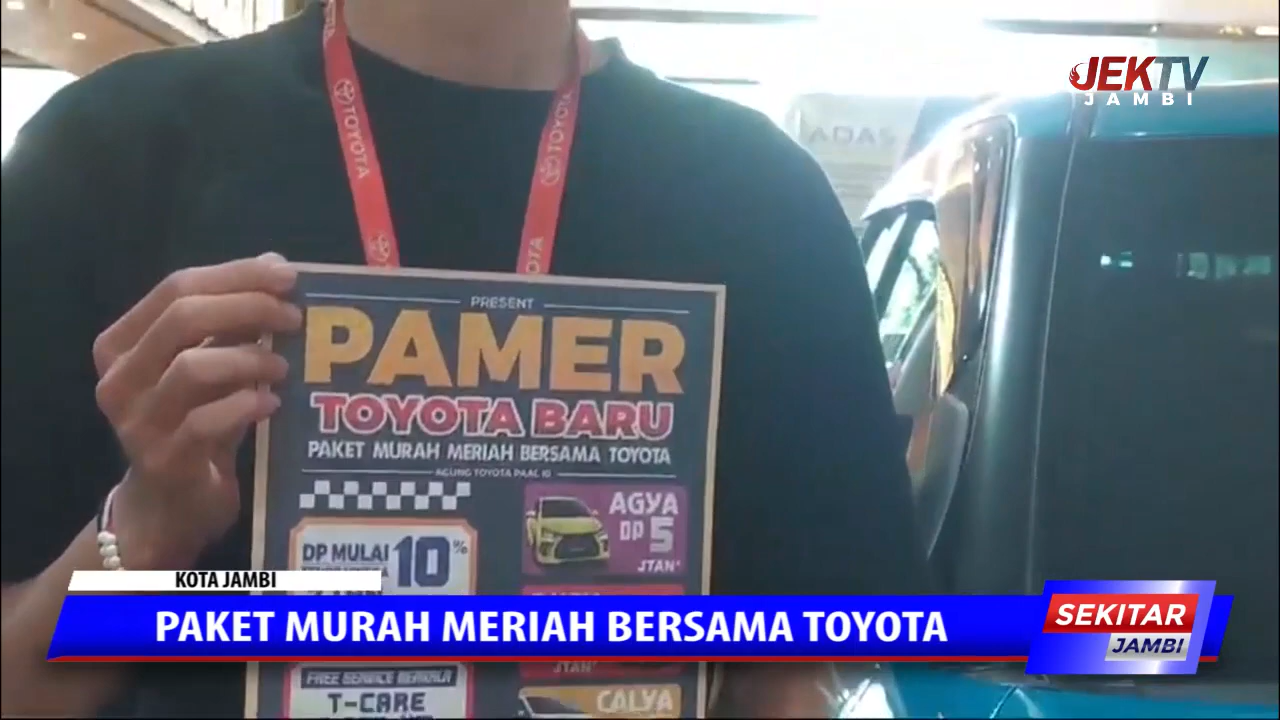 JEKTV
JAMBI
TOYOTA
TOYOTA
OTA
PRESENT
PAMER
TOYOTA BARU
PAKET MURAH MERIAH BERSAMA TOYOTA
AGUNG TOYOTA PAAL 10
DP MULAI 10%
AGYA
DP 5
JTAN*
JTAN*
FREE SERVICE BERKALA
T-CARE
CALYA
KOTA JAMBI
PAKET MURAH MERIAH BERSAMA TOYOTA
SEKITAR
JAMBI